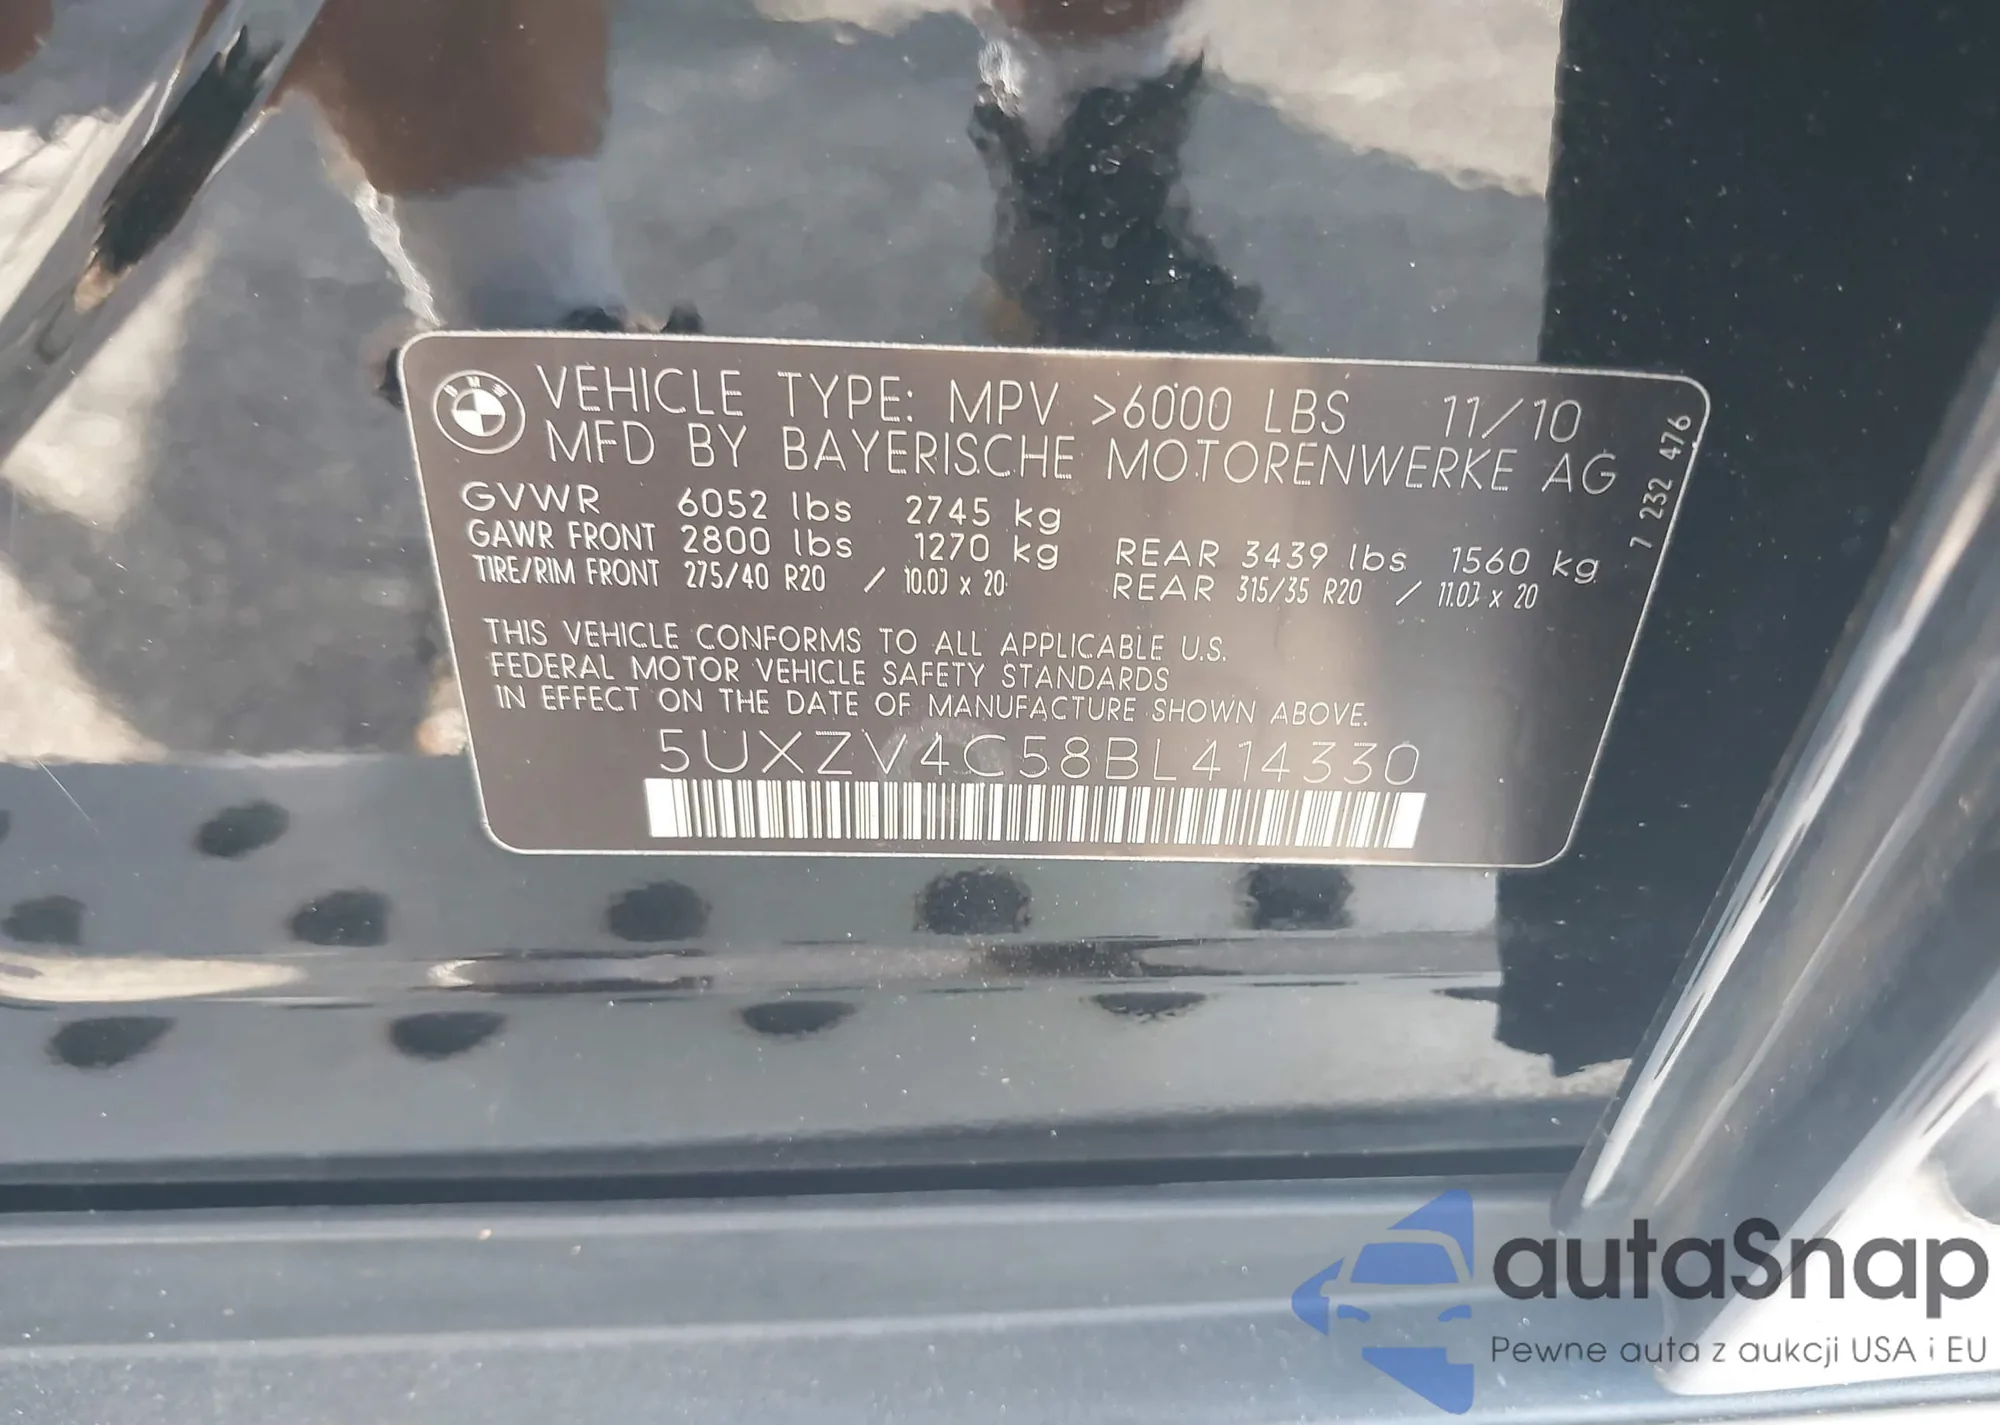 BMW
VEHICLE TYPE: MPV >6000 LBS 11/10
MFD BY BAYERISCHE MOTORENWERKE AG
7 232 476
GVWR 6052 lbs 2745 kg
GAWR FRONT 2800 lbs 1270 kg REAR 3439 lbs 1560 kg
TIRE/RIM FRONT 275/40 R20 / 10.0J x 20 REAR 315/35 R20 / 11.0J x 20
THIS VEHICLE CONFORMS TO ALL APPLICABLE U.S.
FEDERAL MOTOR VEHICLE SAFETY STANDARDS
IN EFFECT ON THE DATE OF MANUFACTURE SHOWN ABOVE.
5UXZV4C58BL414330
autaSnap
Pewne auta z aukcji USA i EU